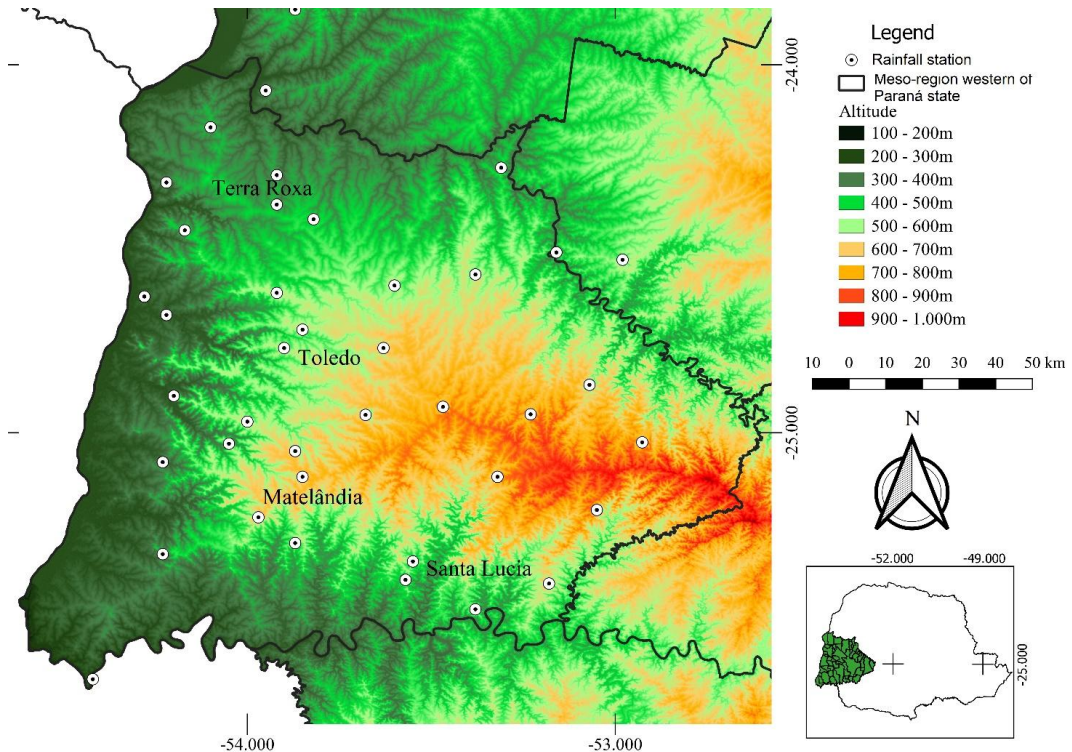 Legend
Rainfall station
Meso-region western of
Paraná state
Altitude
100 - 200m
200 - 300m
300 - 400m
400 - 500m
500 - 600m
600 - 700m
700 - 800m
800 - 900m
900 - 1.000m
10 0 10 20 30 40 50 km
N
-52.000 -49.000
-25.000
-24.000
-25.000
-54.000 -53.000
Terra Roxa
Toledo
Matelândia
Santa Lucia